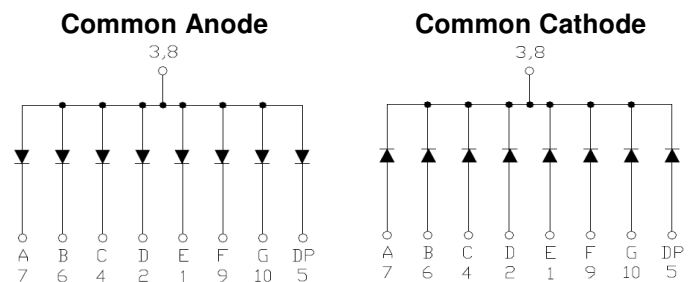 Common Anode
3,8
A B C D E F G DP
7 6 4 2 1 9 10 5
Common Cathode
3,8
A B C D E F G DP
7 6 4 2 1 9 10 5